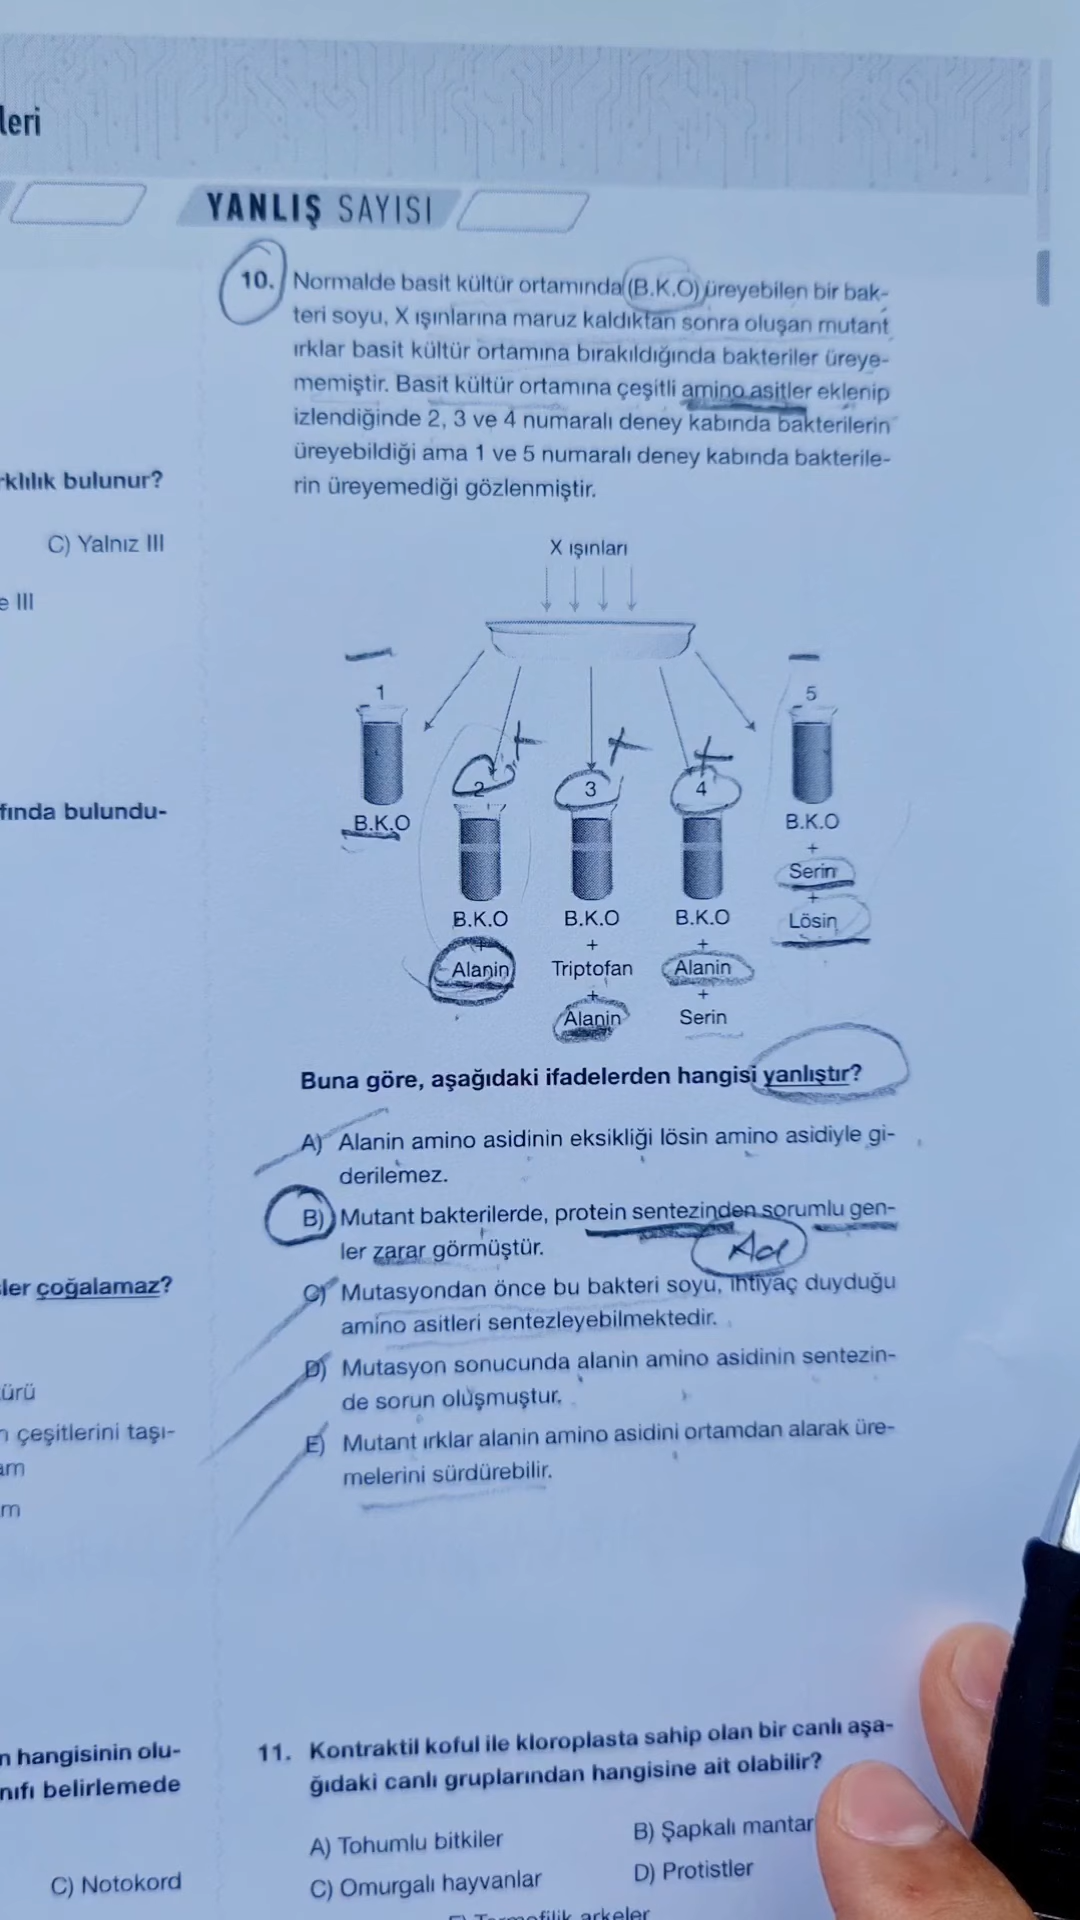 leri
YANLIŞ SAYISI
rklılık bulunur?
C) Yalnız III
e III
fında bulundu-
ler çoğalamaz?
ürü
n çeşitlerini taşı-
am
m
n hangisinin olu-
nıfı belirlemede
C) Notokord
10. Normalde basit kültür ortamında (B.K.O) üreyebilen bir bak-
teri soyu, X ışınlarına maruz kaldıktan sonra oluşan mutant
ırklar basit kültür ortamına bırakıldığında bakteriler üreye-
memiştir. Basit kültür ortamına çeşitli amino asitler eklenip
izlendiğinde 2, 3 ve 4 numaralı deney kabında bakterilerin
üreyebildiği ama 1 ve 5 numaralı deney kabında bakterile-
rin üreyemediği gözlenmiştir.
X ışınları
1
B.K.O
2
B.K.O
+
Alanin
3
B.K.O
+
Triptofan
+
Alanin
4
B.K.O
+
Alanin
+
Serin
5
B.K.O
+
Serin
+
Lösin
Buna göre, aşağıdaki ifadelerden hangisi yanlıştır?
A) Alanin amino asidinin eksikliği lösin amino asidiyle gi-
derilemez.
B) Mutant bakterilerde, protein sentezinden sorumlu gen-
ler zarar görmüştür.
C) Mutasyondan önce bu bakteri soyu, ihtiyaç duyduğu
amino asitleri sentezleyebilmektedir.
D) Mutasyon sonucunda alanin amino asidinin sentezin-
de sorun oluşmuştur.
E) Mutant ırklar alanin amino asidini ortamdan alarak üre-
melerini sürdürebilir.
11. Kontraktil koful ile kloroplasta sahip olan bir canlı aşa-
ğıdaki canlı gruplarından hangisine ait olabilir?
A) Tohumlu bitkiler
B) Şapkalı mantar
C) Omurgalı hayvanlar
D) Protistler
arkeler